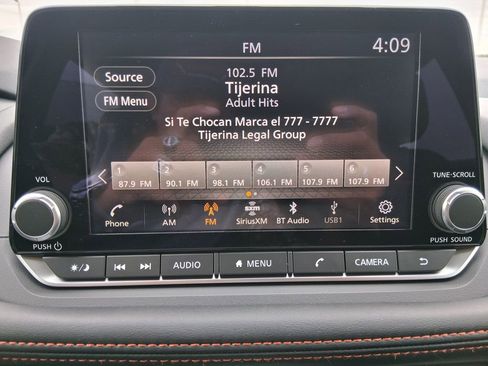 FM
4:09
Source
FM Menu
102.5 FM
Tijerina
Adult Hits
Si Te Chocan Marca el 777 - 7777
Tijerina Legal Group
1 2 3 4 5 6
87.9 FM 90.1 FM 98.1 FM 106.1 FM 107.9 FM 107.9 FM
VOL
TUNE·SCROLL
sxm
Phone AM FM SiriusXM BT Audio USB1 Settings
PUSH
PUSH SOUND
AUDIO MENU CAMERA